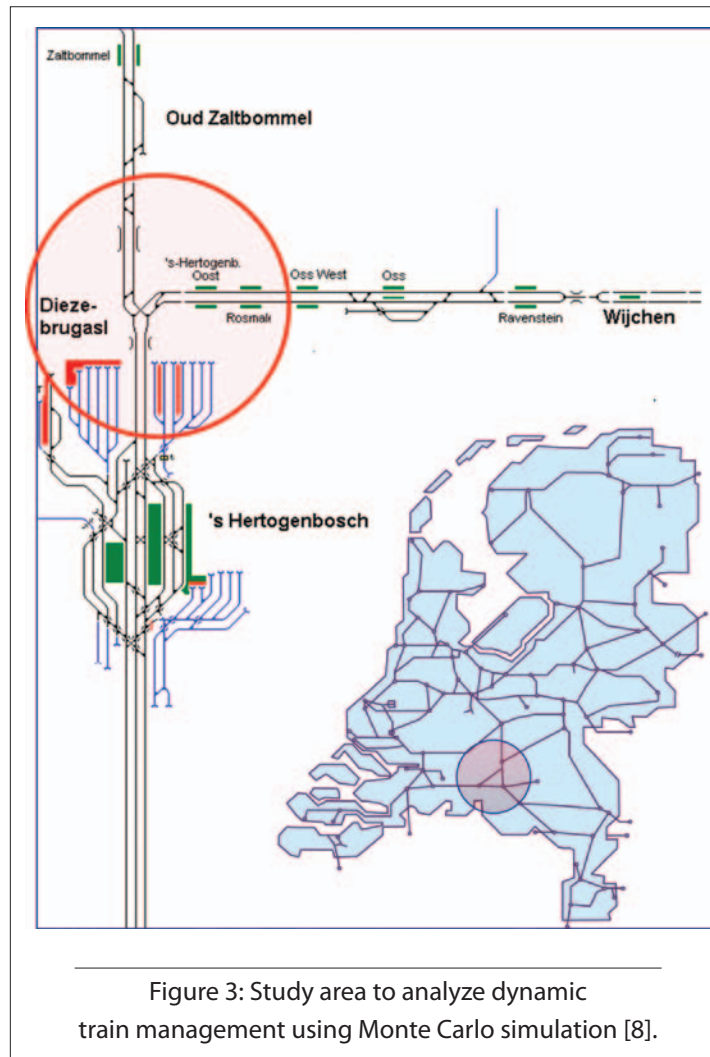 Zaltbommel
Oud Zaltbommel
's-Hertogenb.
Oost
Oss West
Oss
Dieze-
brugasl
Rosmale
Ravenstein
Wijchen
's Hertogenbosch
Figure 3: Study area to analyze dynamic
train management using Monte Carlo simulation [8].